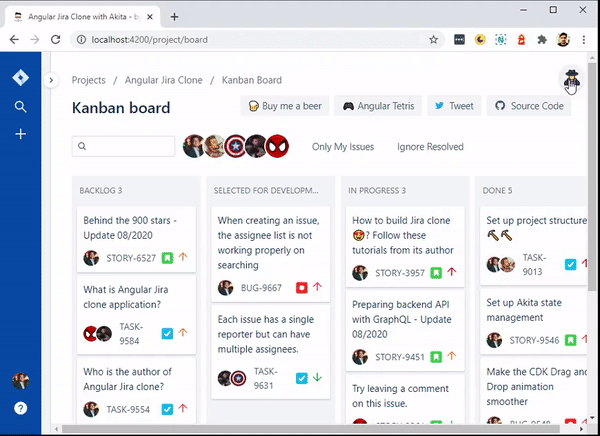 Angular Jira Clone with Akita - by
localhost:4200/project/board
Projects / Angular Jira Clone / Kanban Board
Kanban board
Buy me a beer
Angular Tetris
Tweet
Source Code
Only My Issues
Ignore Resolved
BACKLOG 3
Behind the 900 stars -
Update 08/2020
STORY-6527
What is Angular Jira
clone application?
TASK-
9584
Who is the author of
Angular Jira clone?
TASK-9554
SELECTED FOR DEVELOPM...
When creating an issue,
the assignee list is not
working properly on
searching
BUG-9667
Each issue has a single
reporter but can have
multiple assignees.
TASK-
9631
IN PROGRESS 3
How to build Jira clone
? Follow these
tutorials from its author
STORY-3957
Preparing backend API
with GraphQL - Update
08/2020
STORY-9451
Try leaving a comment
on this issue.
DONE 5
Set up project structure
TASK-
9013
Set up Akita state
management
STORY-9546
Make the CDK Drag and
Drop animation
smoother